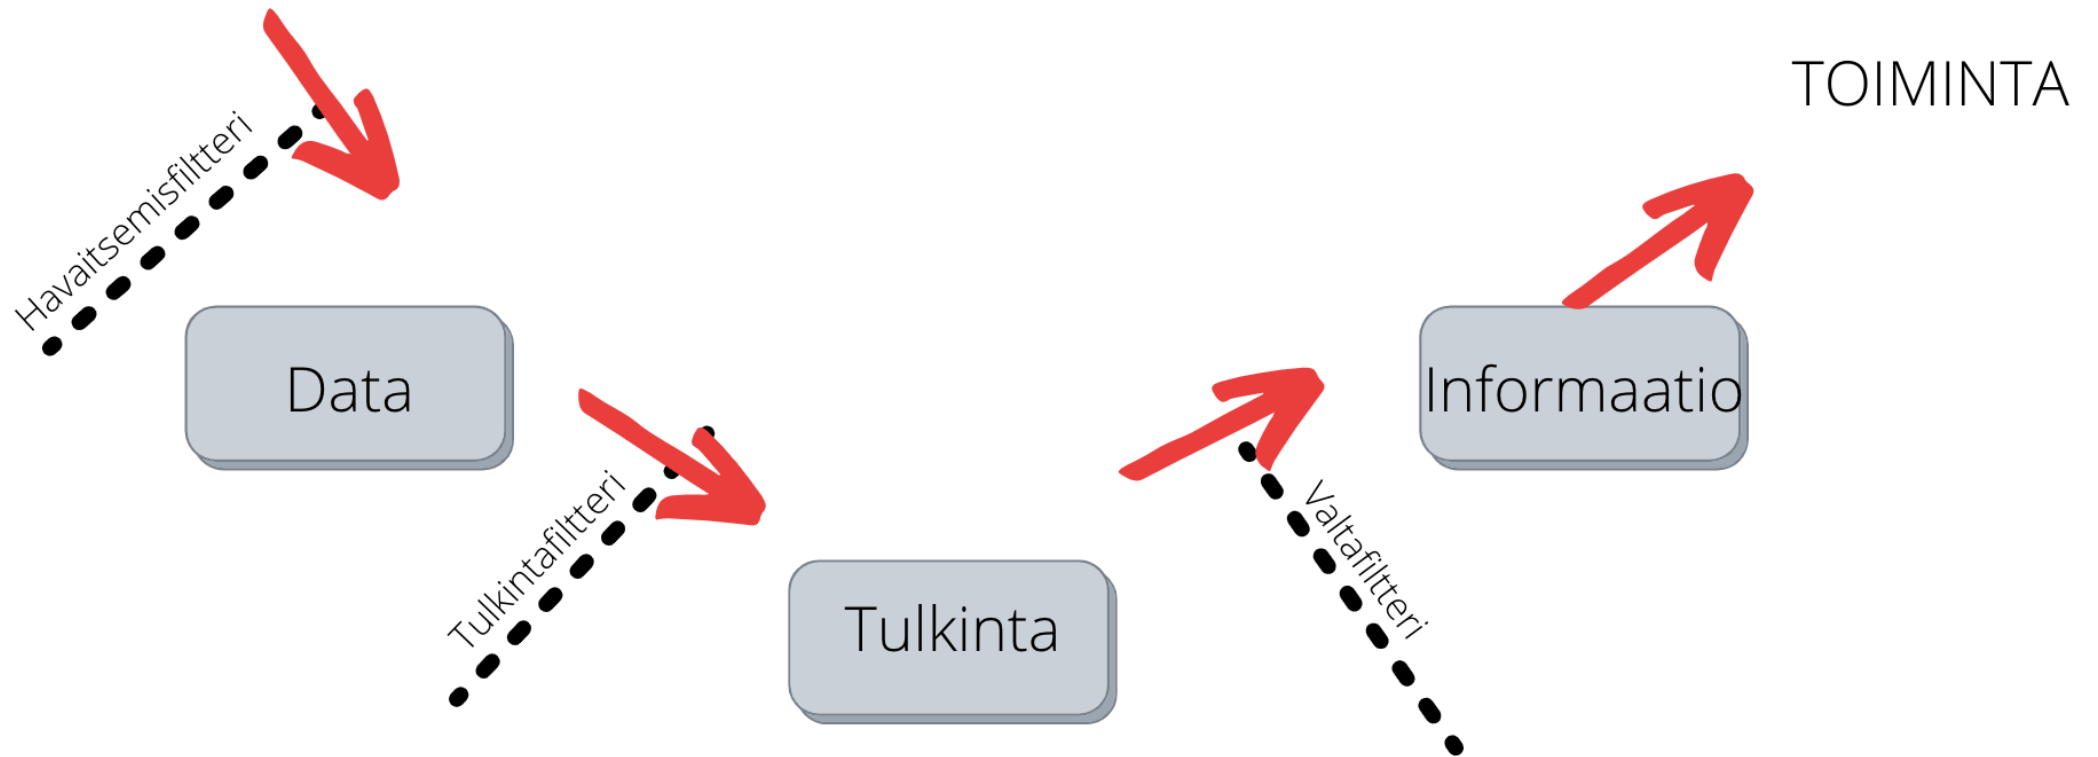 Havaitsemisfiltteri
Data
Tulkintafiltteri
Tulkinta
Valtafiltteri
Informaatio
TOIMINTA